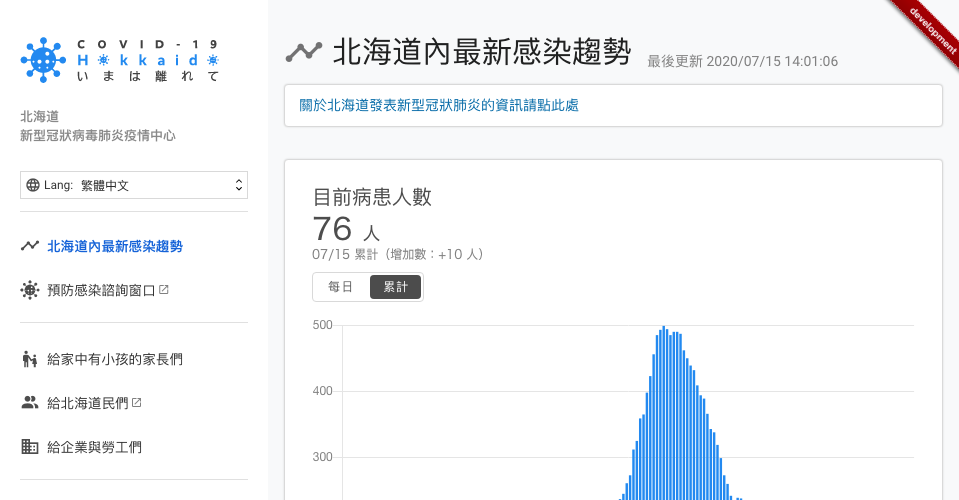 COVID-19
Hokkaido
いまは離れて
北海道
新型冠狀病毒肺炎疫情中心
Lang: 繁體中文
北海道內最新感染趨勢
預防感染諮詢窗口
給家中有小孩的家長們
給北海道民們
給企業與勞工們
development
北海道內最新感染趨勢
最後更新 2020/07/15 14:01:06
關於北海道發表新型冠狀肺炎的資訊請點此處
目前病患人數
76 人
07/15 累計（增加數：+10 人）
每日 累計
500
400
300